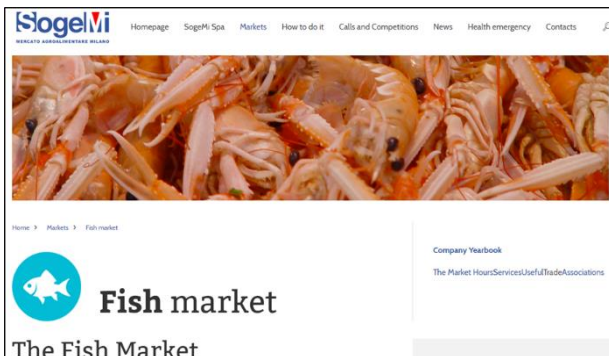 SogeMi
MERCATO AGROALIMENTARE MILANO
Homepage SogeMi Spa Markets How to do it Calls and Competitions News Health emergency Contacts
Home > Markets > Fish market
Company Yearbook
The Market HoursServicesUsefulTradeAssociations
Fish market
The Fish Market